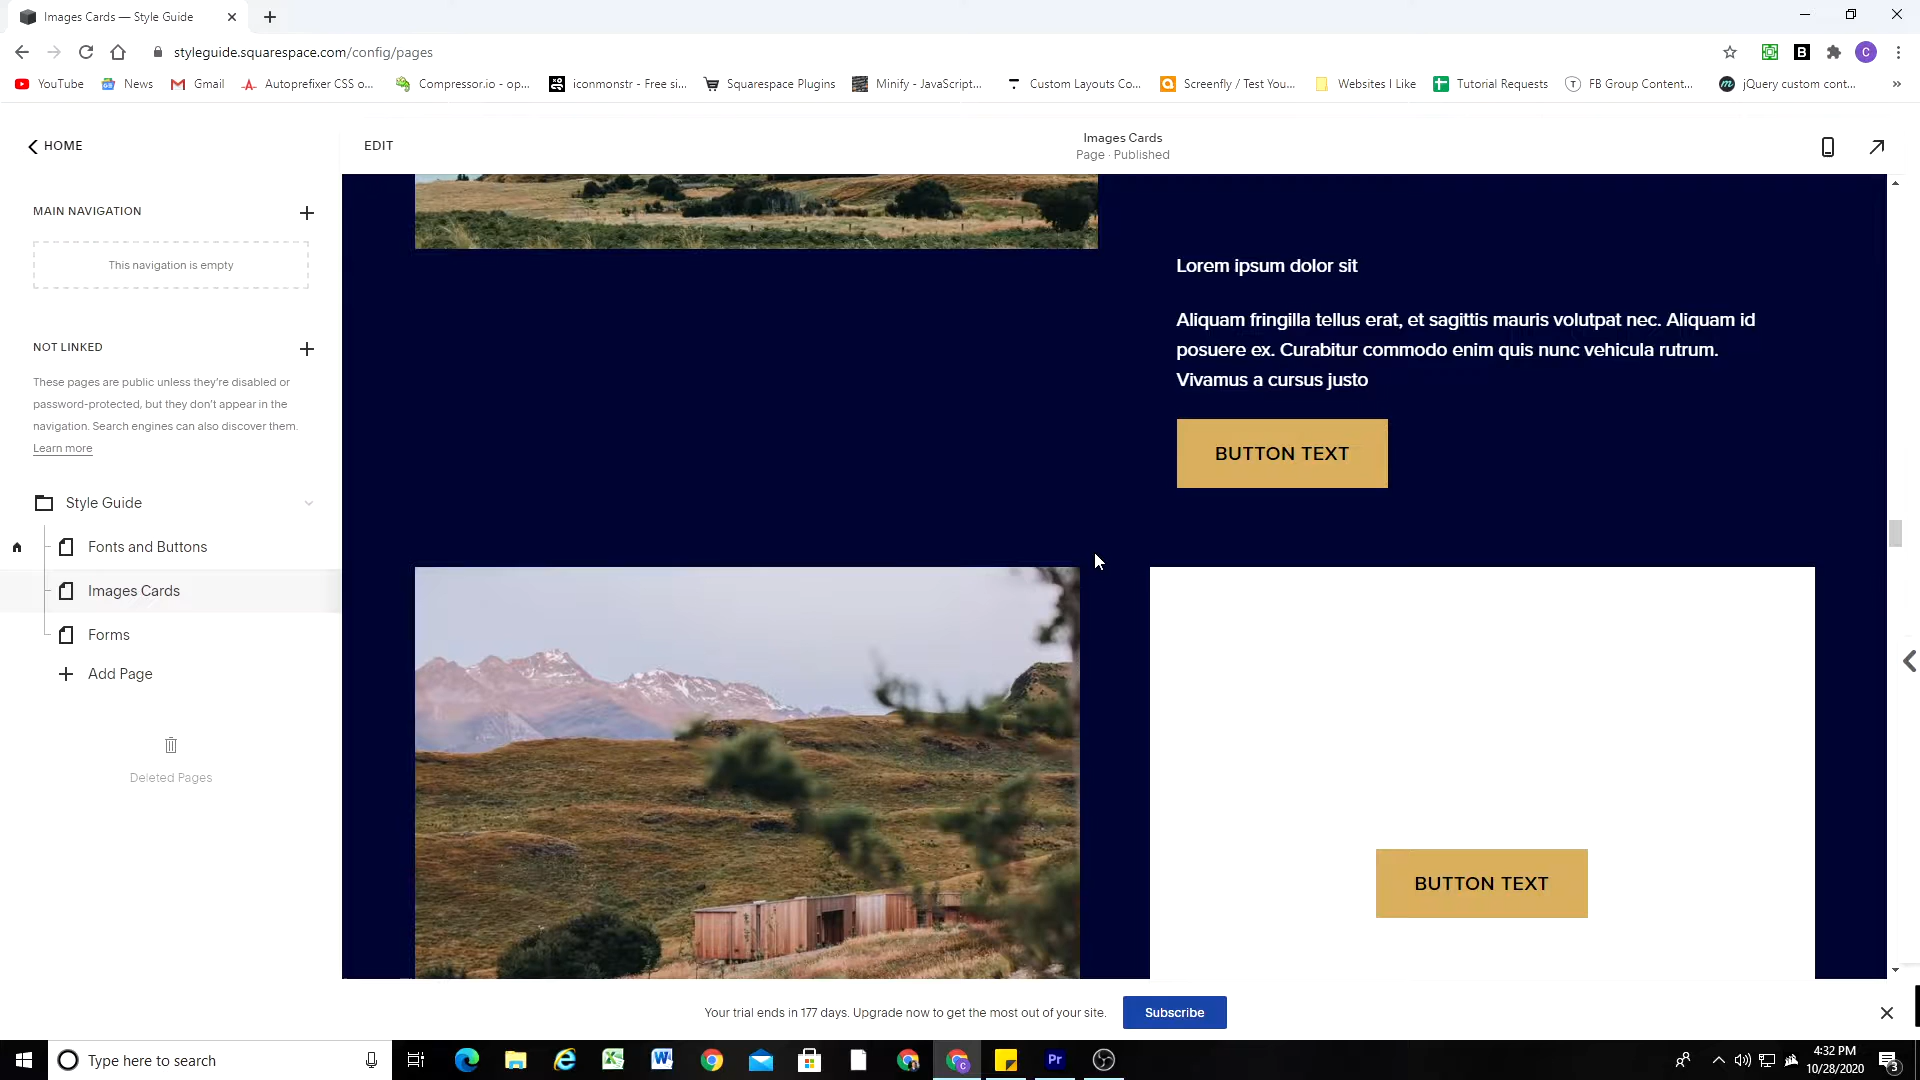 Images Cards — Style Guide
styleguide.squarespace.com/config/pages
C
B
YouTube
News
Gmail
Autoprefixer CSS o...
Compressor.io - op...
iconmonstr - Free si...
Squarespace Plugins
Minify - JavaScript...
Custom Layouts Co...
Screenfly / Test You...
Websites I Like
Tutorial Requests
FB Group Content...
jQuery custom cont...
»
HOME
EDIT
Images Cards
Page · Published
MAIN NAVIGATION
This navigation is empty
NOT LINKED
These pages are public unless they're disabled or
password-protected, but they don't appear in the
navigation. Search engines can also discover them.
Learn more
Style Guide
Fonts and Buttons
Images Cards
Forms
Add Page
Deleted Pages
Lorem ipsum dolor sit
Aliquam fringilla tellus erat, et sagittis mauris volutpat nec. Aliquam id
posuere ex. Curabitur commodo enim quis nunc vehicula rutrum.
Vivamus a cursus justo
BUTTON TEXT
BUTTON TEXT
Your trial ends in 177 days. Upgrade now to get the most out of your site.
Subscribe
Type here to search
Pr
4:32 PM
10/28/2020
3